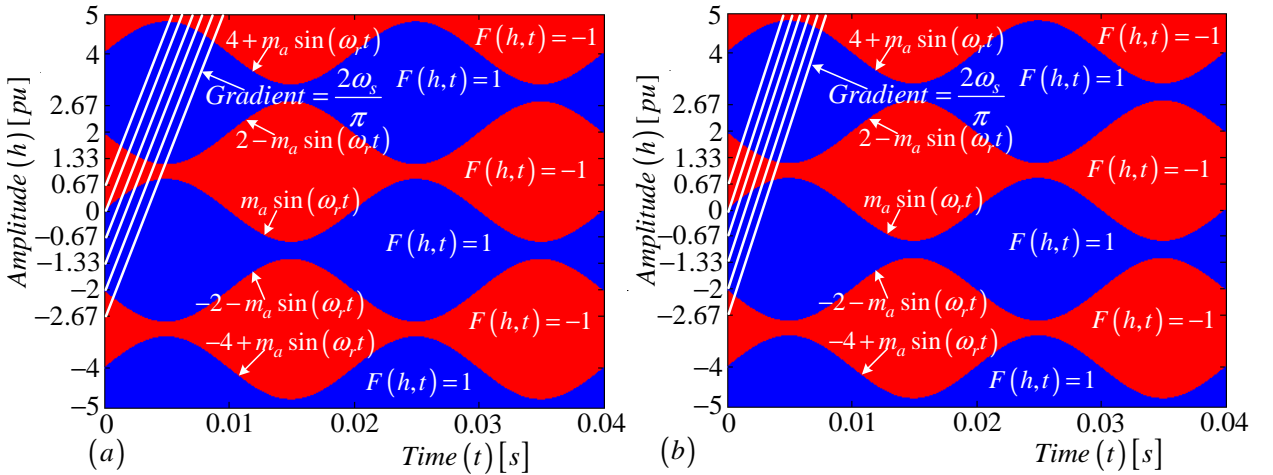 5
4
2.67
2
1.33
0.67
0
−0.67
−1.33
−2
−2.67
−4
−5
Amplitude (h) [pu]
4 + m_a sin(ω_r t)
F(h,t) = −1
F(h,t) = 1
Gradient = 2ω_s / π
2 − m_a sin(ω_r t)
F(h,t) = −1
m_a sin(ω_r t)
F(h,t) = 1
−2 − m_a sin(ω_r t)
F(h,t) = −1
−4 + m_a sin(ω_r t)
F(h,t) = 1
0 0.01 0.02 0.03 0.04
(a) Time (t) [s]
5
4
2.67
2
1.33
0.67
0
−0.67
−1.33
−2
−2.67
−4
−5
Amplitude (h) [pu]
4 + m_a sin(ω_r t)
F(h,t) = −1
F(h,t) = 1
Gradient = 2ω_s / π
2 − m_a sin(ω_r t)
F(h,t) = −1
m_a sin(ω_r t)
F(h,t) = 1
−2 − m_a sin(ω_r t)
F(h,t) = −1
−4 + m_a sin(ω_r t)
F(h,t) = 1
0 0.01 0.02 0.03 0.04
(b) Time (t) [s]